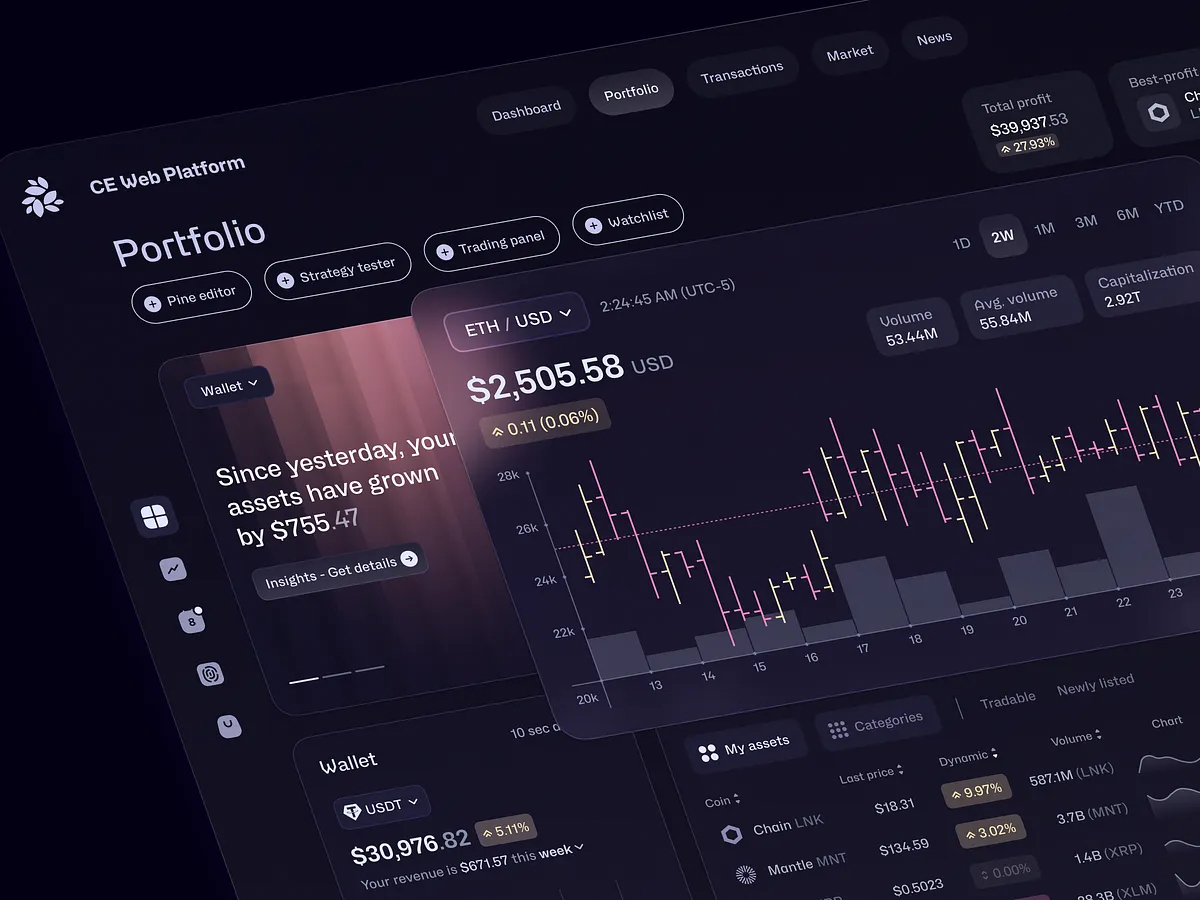 Dashboard
Portfolio
Transactions
Market
News
CE Web Platform
Total profit
$39,937.53
27.93%
Best-profit
Portfolio
Pine editor
Strategy tester
Trading panel
Watchlist
1D
2W
1M
3M
6M
YTD
Wallet
Since yesterday, your
assets have grown
by $755.47
Insights - Get details
8
ETH / USD
2:24:45 AM (UTC-5)
$2,505.58 USD
0.11 (0.06%)
Volume
53.44M
Avg. volume
55.84M
Capitalization
2.92T
28k
26k
24k
22k
20k
13
14
15
16
17
18
19
20
21
22
23
10 sec
Wallet
USDT
$30,976.82
5.11%
Your revenue is $671.57 this week
My assets
Categories
Tradable
Newly listed
Coin
Last price
Dynamic
Volume
Chart
Chain LNK
$18.31
9.97%
587.1M (LNK)
Mantle MNT
$134.59
3.02%
3.7B (MNT)
$0.5023
0.00%
1.4B (XRP)
28.3B (XLM)